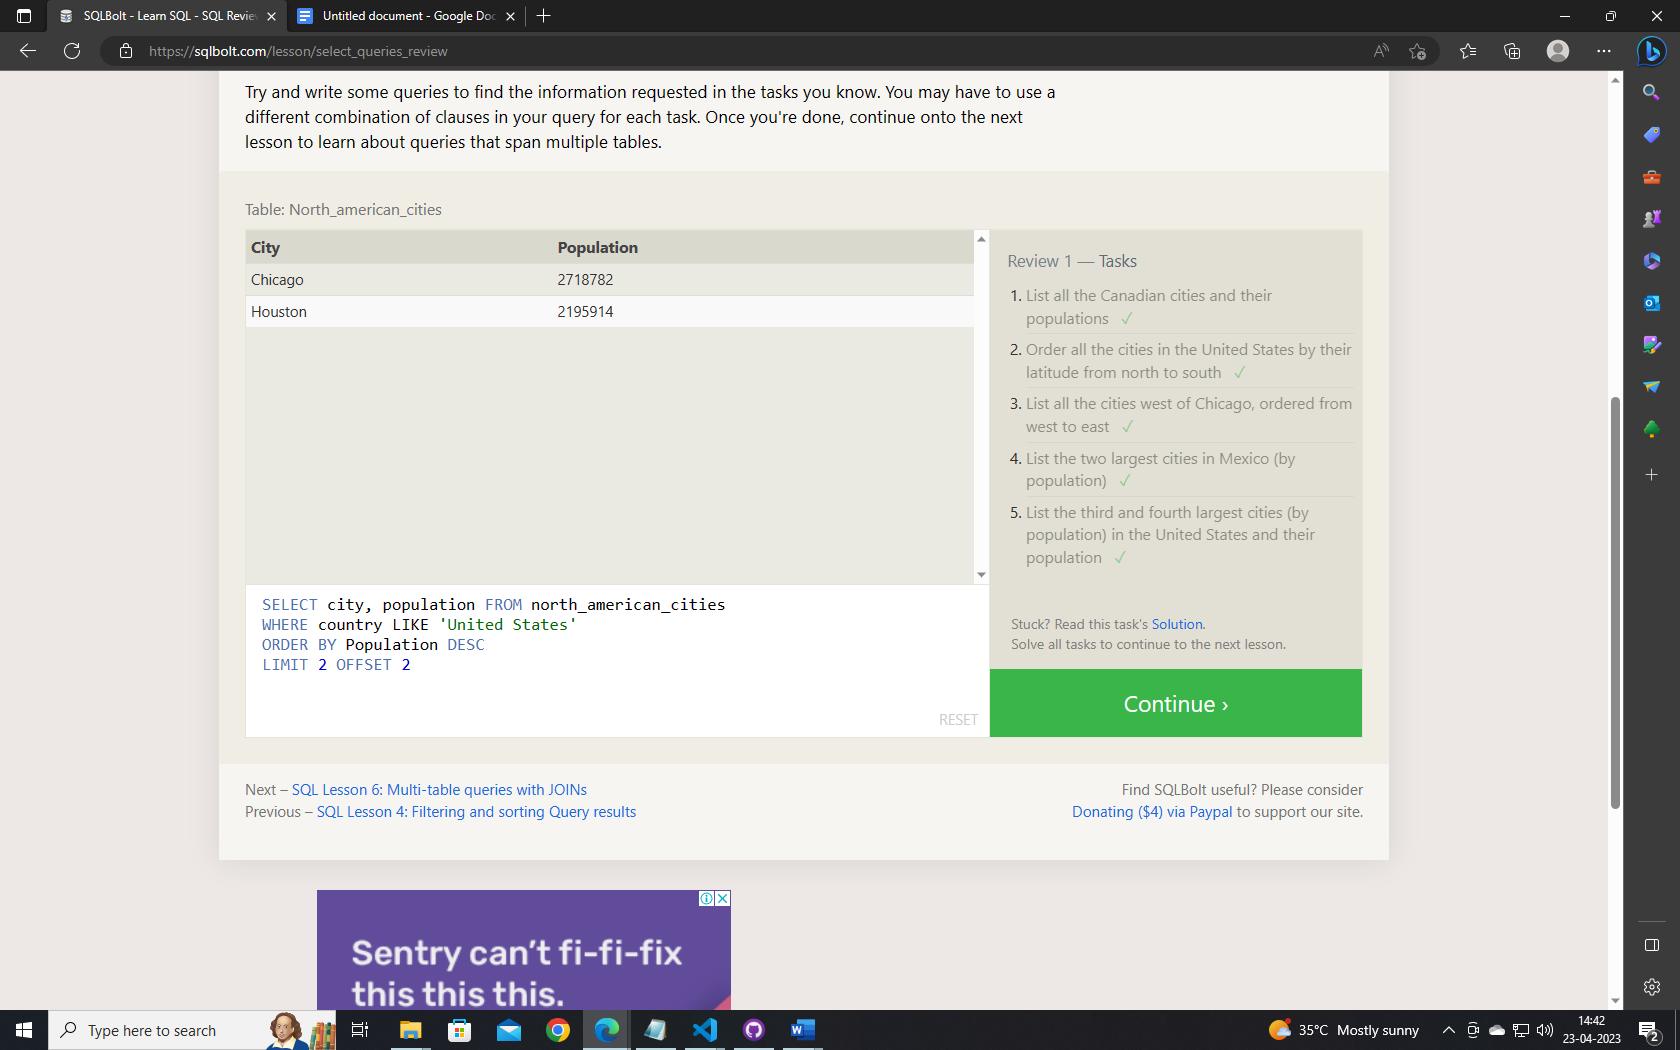 SQLBolt - Learn SQL - SQL Review
Untitled document - Google Doc
https://sqlbolt.com/lesson/select_queries_review
Try and write some queries to find the information requested in the tasks you know. You may have to use a
different combination of clauses in your query for each task. Once you're done, continue onto the next
lesson to learn about queries that span multiple tables.
Table: North_american_cities
City Population
Chicago 2718782
Houston 2195914
Review 1 — Tasks
1. List all the Canadian cities and their
populations ✓
2. Order all the cities in the United States by their
latitude from north to south ✓
3. List all the cities west of Chicago, ordered from
west to east ✓
4. List the two largest cities in Mexico (by
population) ✓
5. List the third and fourth largest cities (by
population) in the United States and their
population ✓
SELECT city, population FROM north_american_cities
WHERE country LIKE 'United States'
ORDER BY Population DESC
LIMIT 2 OFFSET 2
RESET
Stuck? Read this task's Solution.
Solve all tasks to continue to the next lesson.
Continue ›
Next – SQL Lesson 6: Multi-table queries with JOINs
Previous – SQL Lesson 4: Filtering and sorting Query results
Find SQLBolt useful? Please consider
Donating ($4) via Paypal to support our site.
Sentry can't fi-fi-fix
this this this.
Type here to search
35°C Mostly sunny
14:42
23-04-2023
2